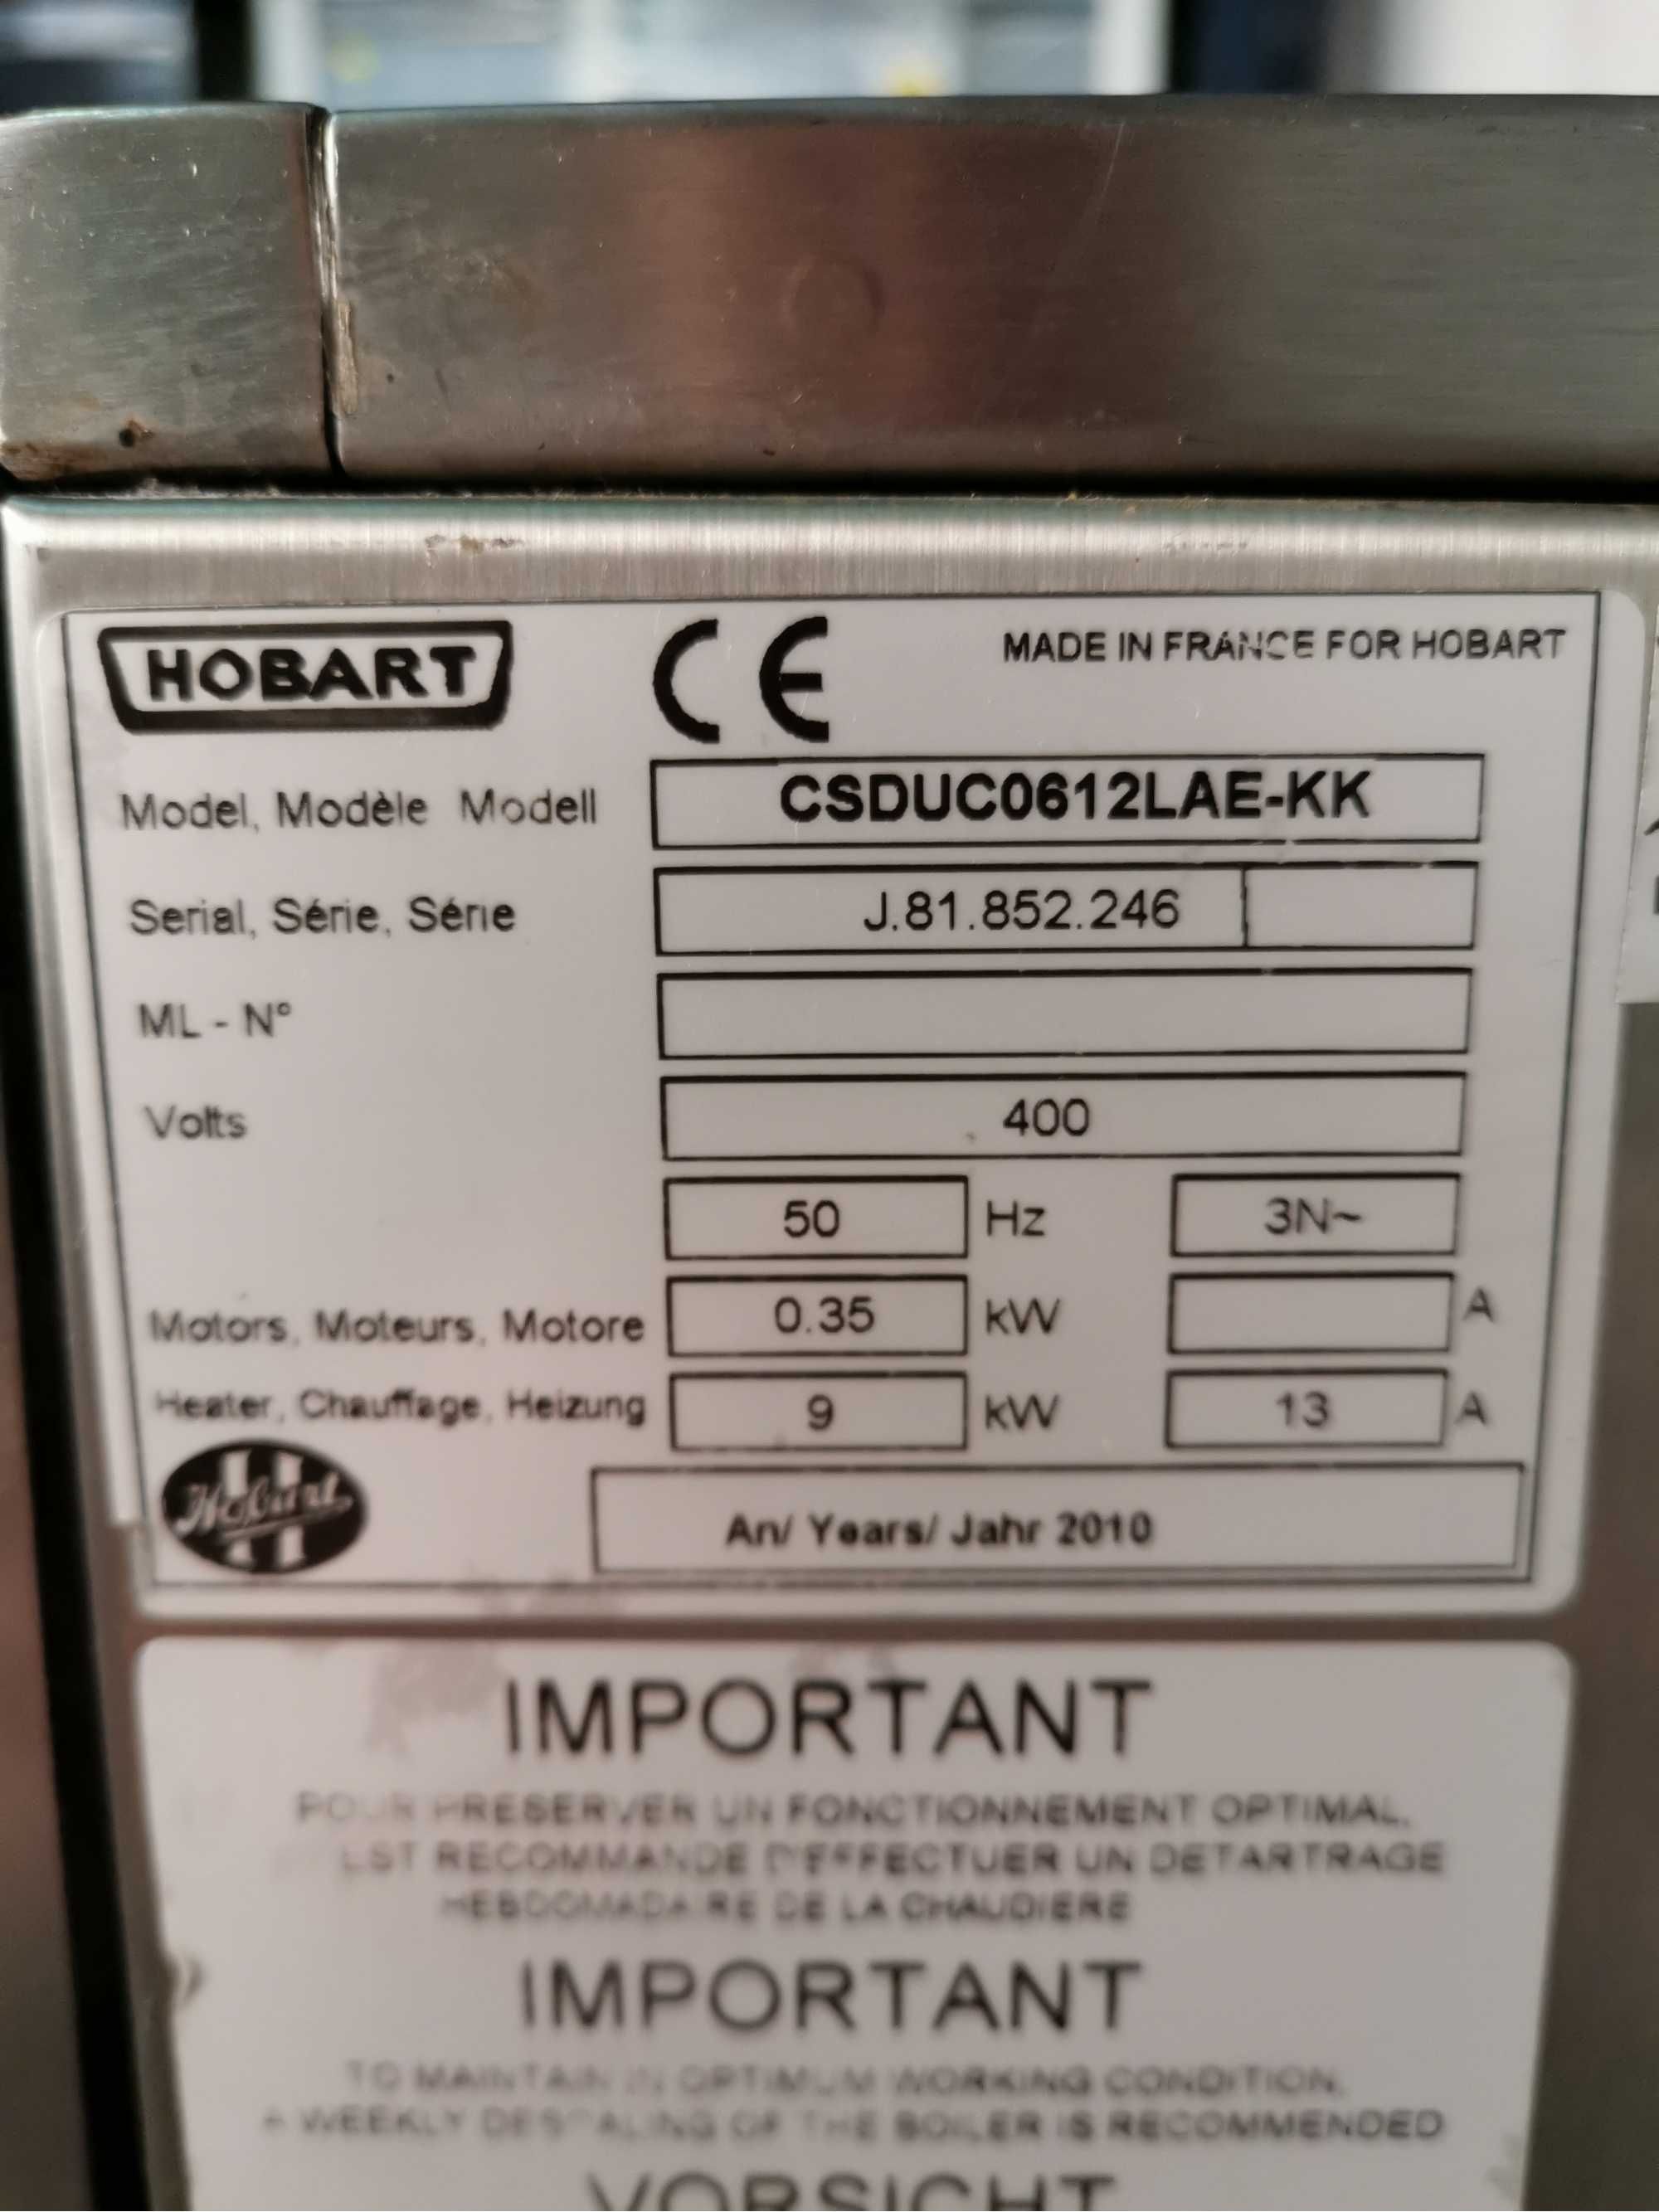 HOBART CE MADE IN FRANCE FOR HOBART
Model, Modèle Modell CSDUC0612LAE-KK
Serial, Série, Série J.81.852.246
ML - N°
Volts 400
50 Hz 3N~
Motors, Moteurs, Motore 0.35 kW A
Heater, Chauffage, Heizung 9 kW 13 A
Hobart
An/ Years/ Jahr 2010
IMPORTANT
POUR PRESERVER UN FONCTIONNEMENT OPTIMAL,
EST RECOMMANDE D'EFFECTUER UN DETARTRAGE
HEBDOMADAIRE DE LA CHAUDIERE
IMPORTANT
TO MAINTAIN IN OPTIMUM WORKING CONDITION,
A WEEKLY DESCALING OF THE BOILER IS RECOMMENDED
VORSICHT